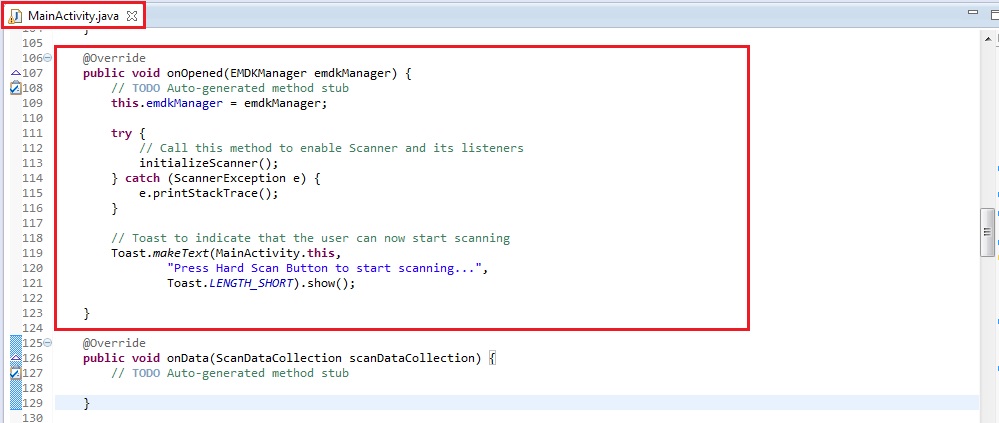 MainActivity.java
105
106 @Override
107 public void onOpened(EMDKManager emdkManager) {
108 // TODO Auto-generated method stub
109 this.emdkManager = emdkManager;
110
111 try {
112 // Call this method to enable Scanner and its listeners
113 initializeScanner();
114 } catch (ScannerException e) {
115 e.printStackTrace();
116 }
117
118 // Toast to indicate that the user can now start scanning
119 Toast.makeText(MainActivity.this,
120 "Press Hard Scan Button to start scanning...",
121 Toast.LENGTH_SHORT).show();
122
123 }
124
125 @Override
126 public void onData(ScanDataCollection scanDataCollection) {
127 // TODO Auto-generated method stub
128
129 }
130